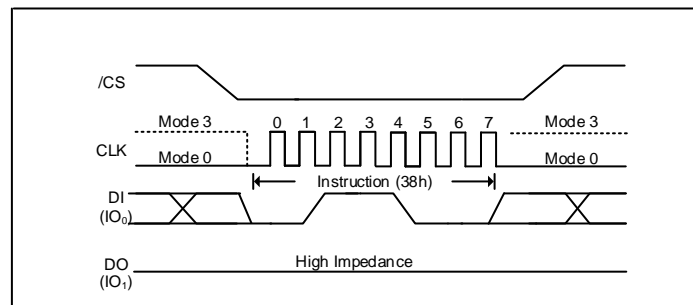 /CS
Mode 3 0 1 2 3 4 5 6 7 Mode 3
CLK
Mode 0 Mode 0
Instruction (38h)
DI
(IO₀)
High Impedance
DO
(IO₁)